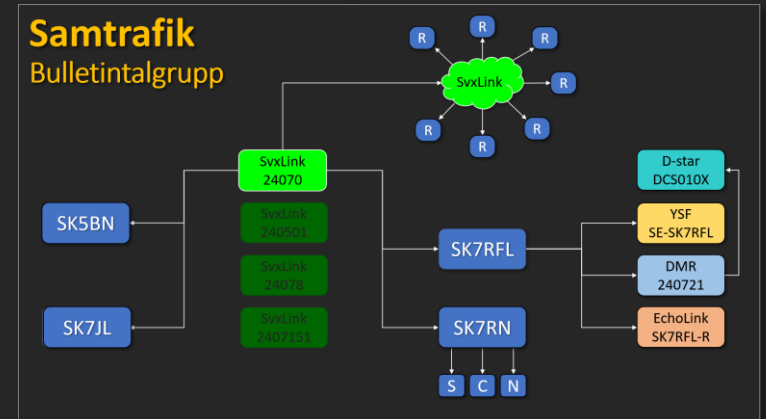 Samtrafik
Bulletintalgrupp
R
R
R
R
R
R
R
R
SvxLink
SvxLink
24070
SvxLink
240501
SvxLink
24078
SvxLink
2407151
SK5BN
SK7JL
SK7RFL
SK7RN
S C N
D-star
DCS010X
YSF
SE-SK7RFL
DMR
240721
EchoLink
SK7RFL-R